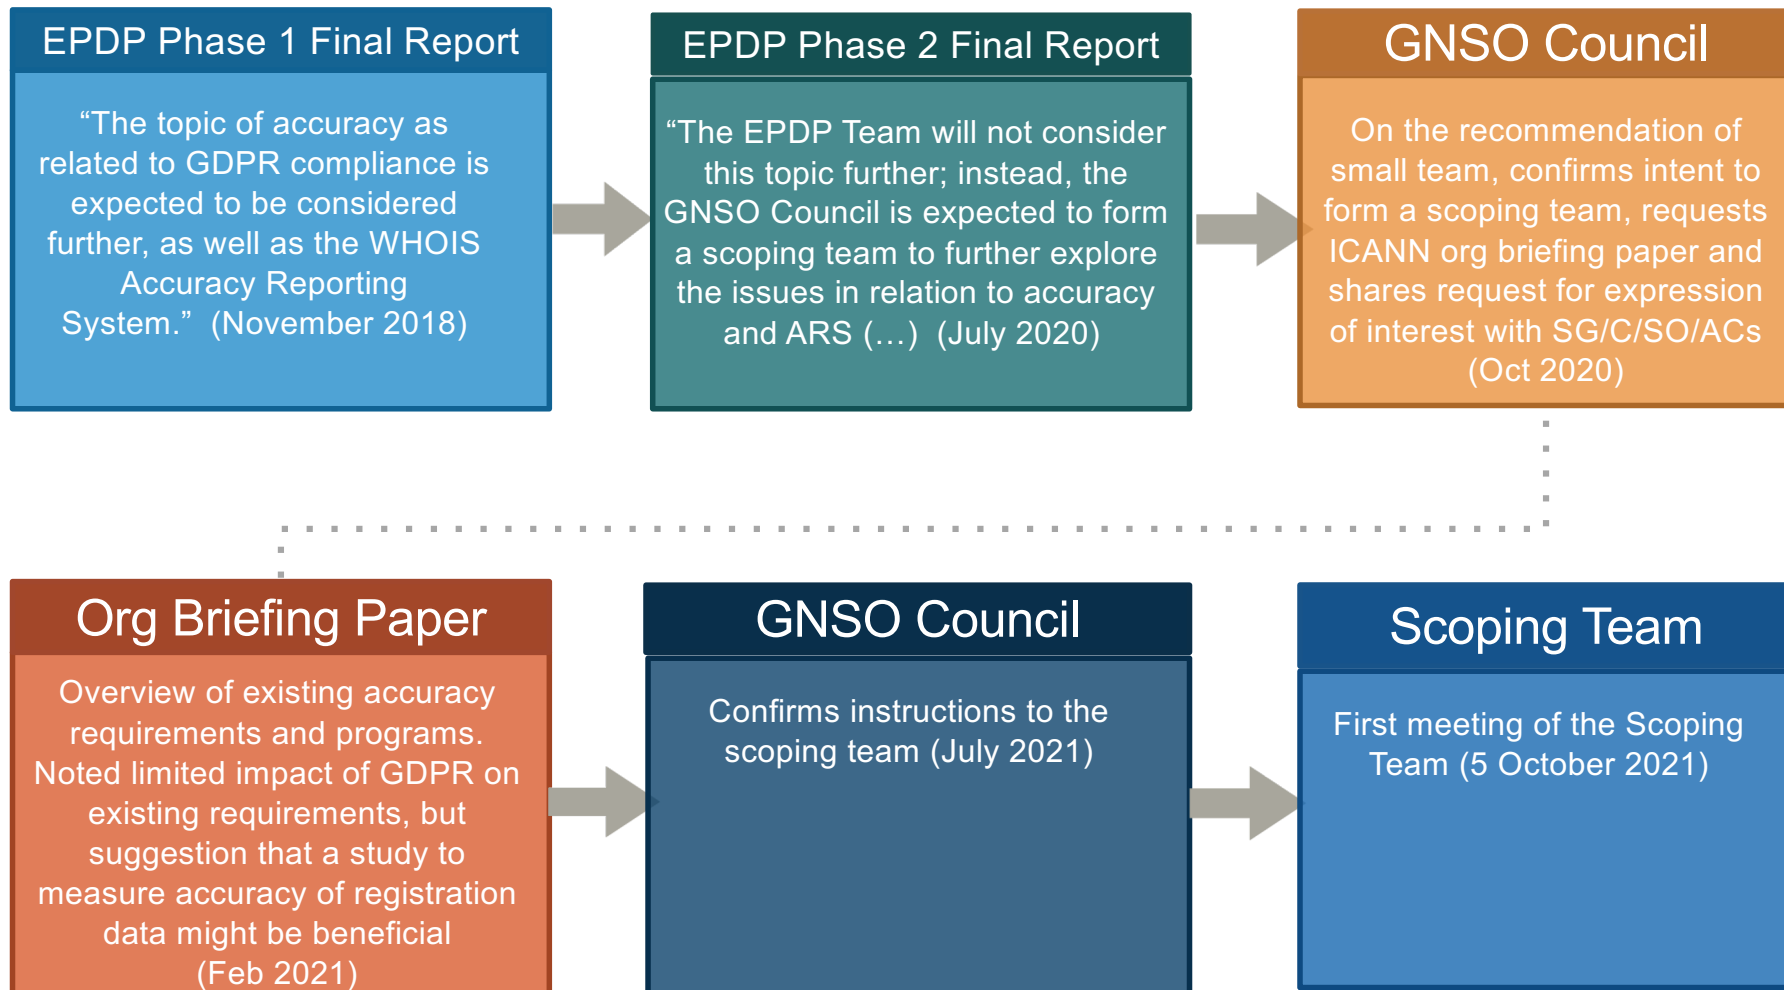 EPDP Phase 1 Final Report
“The topic of accuracy as
related to GDPR compliance is
expected to be considered
further, as well as the WHOIS
Accuracy Reporting
System.”  (November 2018)
EPDP Phase 2 Final Report
“The EPDP Team will not consider
this topic further; instead, the
GNSO Council is expected to form
a scoping team to further explore
the issues in relation to accuracy
and ARS (…)  (July 2020)
GNSO Council
On the recommendation of
small team, confirms intent to
form a scoping team, requests
ICANN org briefing paper and
shares request for expression
of interest with SG/C/SO/ACs
(Oct 2020)
Org Briefing Paper
Overview of existing accuracy
requirements and programs.
Noted limited impact of GDPR on
existing requirements, but
suggestion that a study to
measure accuracy of registration
data might be beneficial
(Feb 2021)
GNSO Council
Confirms instructions to the
scoping team (July 2021)
Scoping Team
First meeting of the Scoping
Team (5 October 2021)